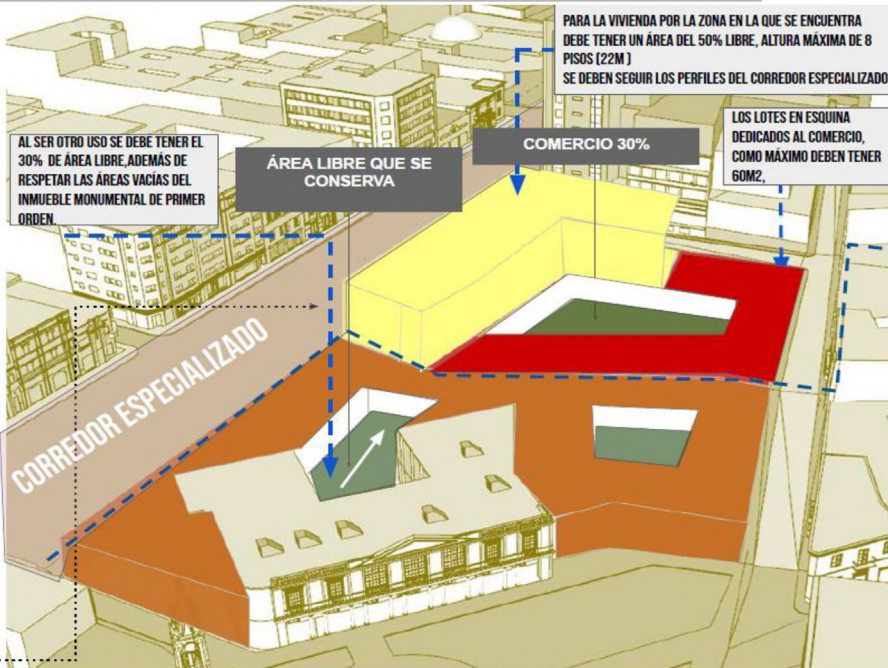 PARA LA VIVIENDA POR LA ZONA EN LA QUE SE ENCUENTRA
DEBE TENER UN ÁREA DEL 50% LIBRE, ALTURA MÁXIMA DE 8
PISOS (22M )
SE DEBEN SEGUIR LOS PERFILES DEL CORREDOR ESPECIALIZADO
AL SER OTRO USO SE DEBE TENER EL
30% DE ÁREA LIBRE,ADEMÁS DE
RESPETAR LAS ÁREAS VACÍAS DEL
INMUEBLE MONUMENTAL DE PRIMER
ORDEN.
ÁREA LIBRE QUE SE
CONSERVA
COMERCIO 30%
LOS LOTES EN ESQUINA
DEDICADOS AL COMERCIO,
COMO MÁXIMO DEBEN TENER
60M2,
CORREDOR ESPECIALIZADO